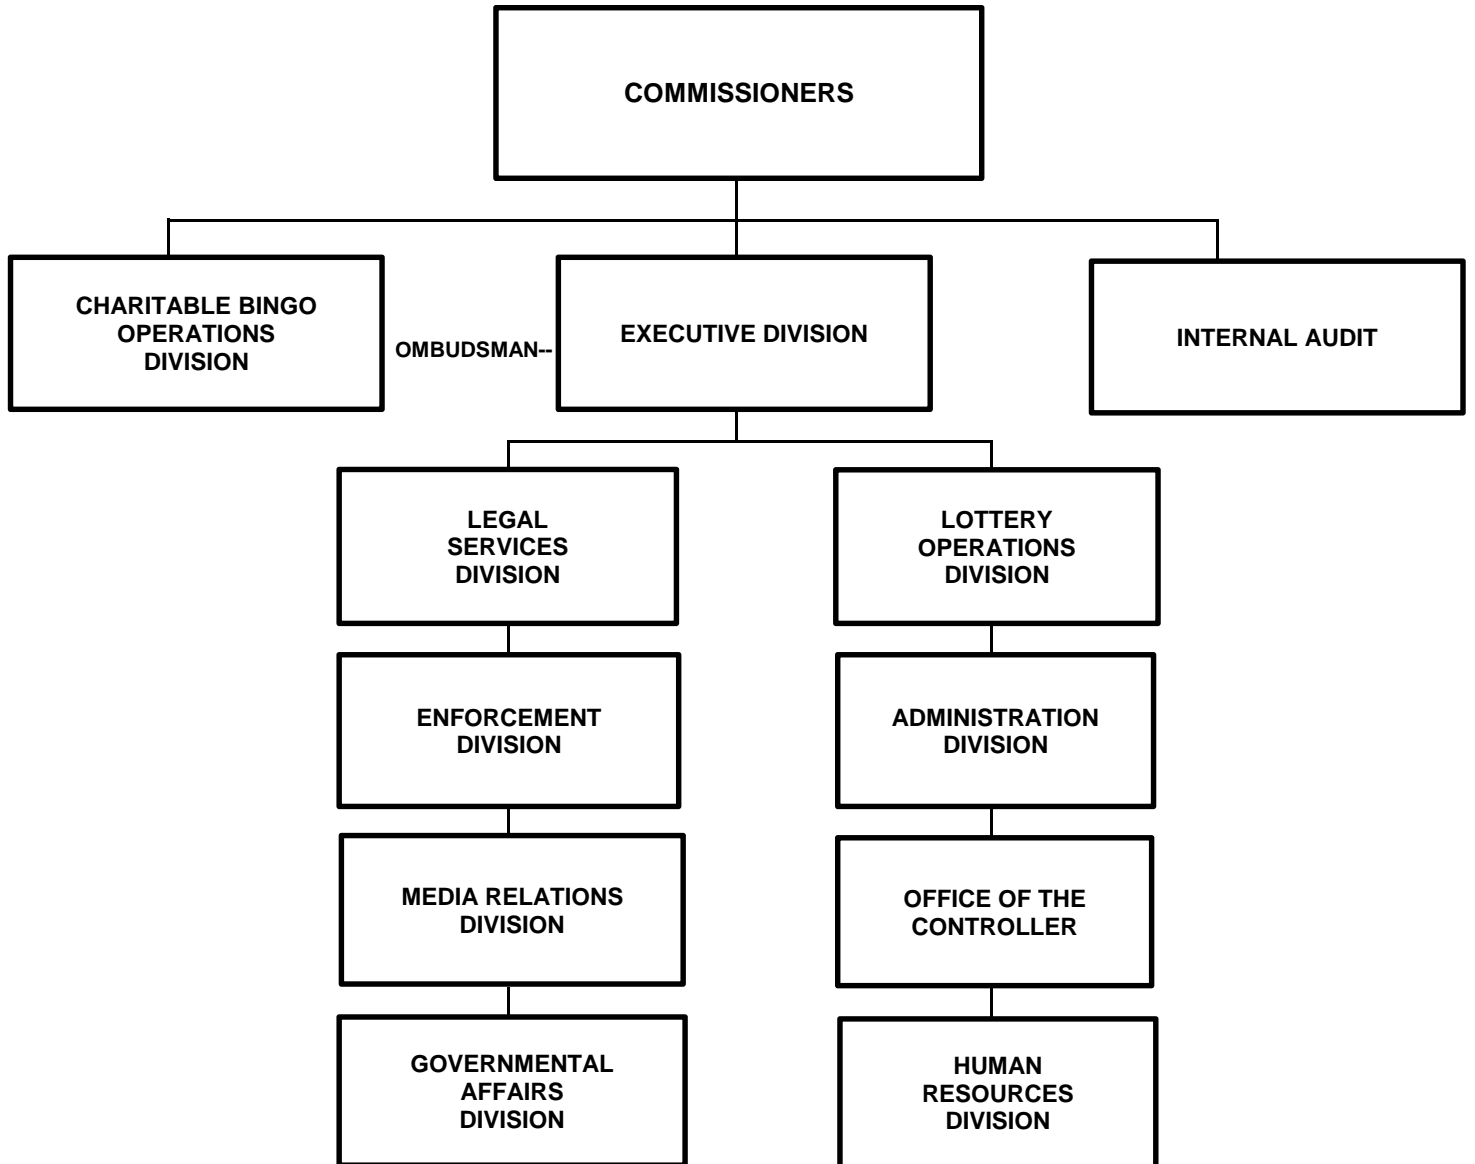 COMMISSIONERS
CHARITABLE BINGO
OPERATIONS
DIVISION
OMBUDSMAN--
EXECUTIVE DIVISION
INTERNAL AUDIT
LEGAL
SERVICES
DIVISION
LOTTERY
OPERATIONS
DIVISION
ENFORCEMENT
DIVISION
ADMINISTRATION
DIVISION
MEDIA RELATIONS
DIVISION
OFFICE OF THE
CONTROLLER
GOVERNMENTAL
AFFAIRS
DIVISION
HUMAN
RESOURCES
DIVISION